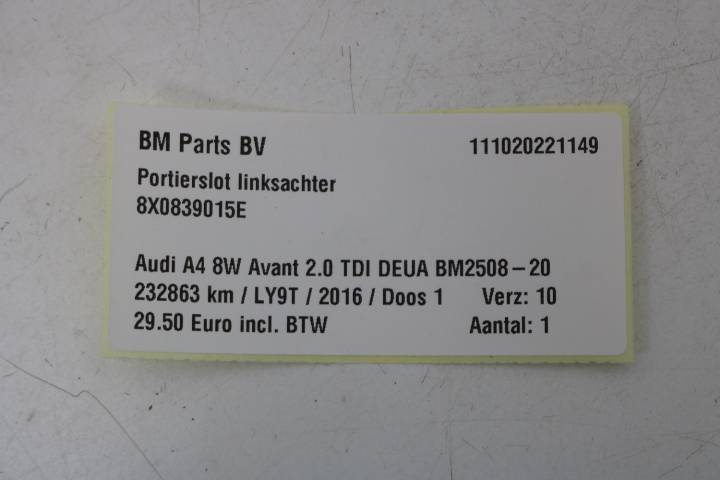 BM Parts BV 111020221149
Portierslot linksachter
8X0839015E
Audi A4 8W Avant 2.0 TDI DEUA BM2508-20
232863 km / LY9T / 2016 / Doos 1 Verz: 10
29.50 Euro incl. BTW Aantal: 1